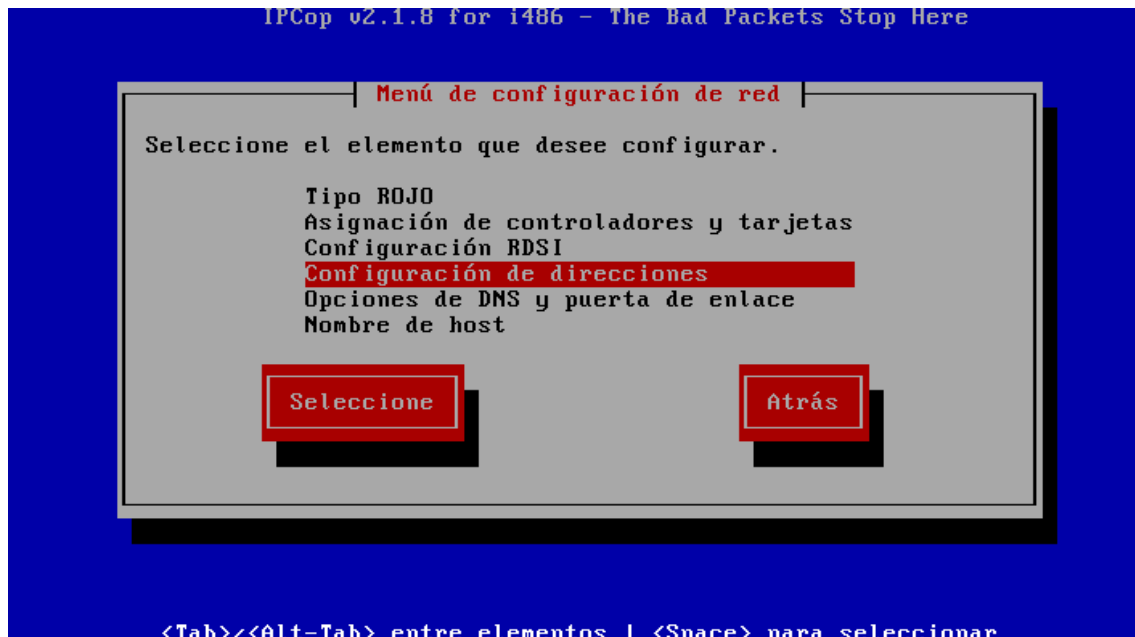 IPCop v2.1.8 for i486 - The Bad Packets Stop Here
Menú de configuración de red
Seleccione el elemento que desee configurar.
Tipo ROJO
Asignación de controladores y tarjetas
Configuración RDSI
Configuración de direcciones
Opciones de DNS y puerta de enlace
Nombre de host
Seleccione
Atrás
<Tab>/<Alt-Tab> entre elementos | <Space> para seleccionar